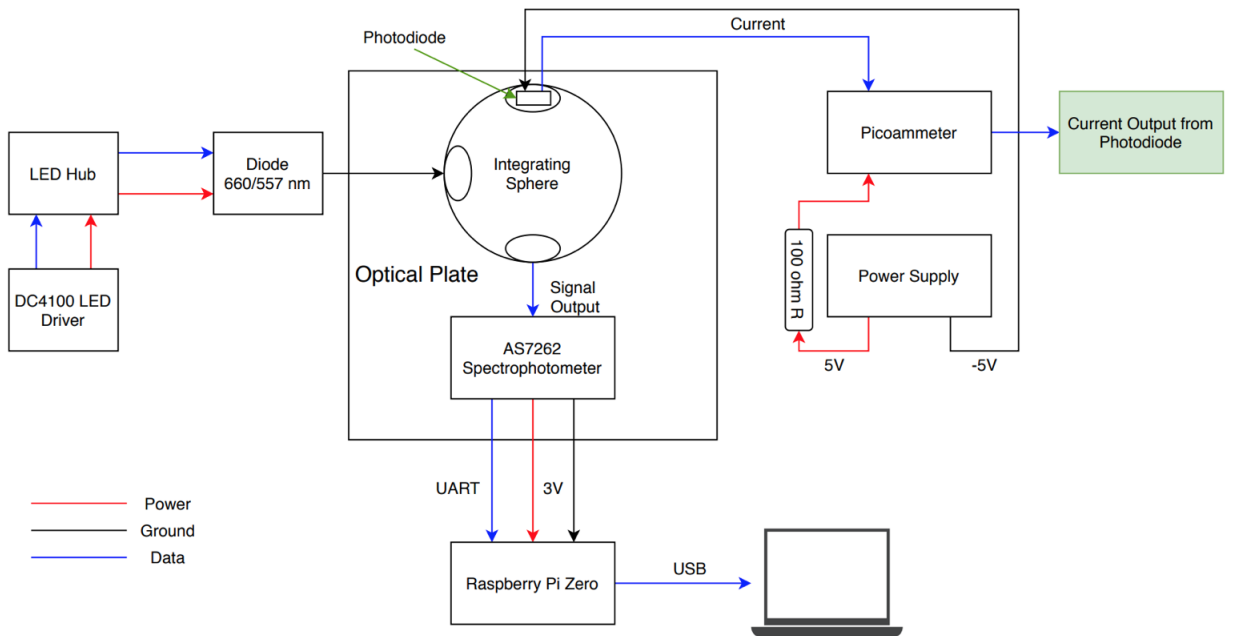 Photodiode
Current
LED Hub
Diode
660/557 nm
Integrating
Sphere
Picoammeter
Current Output from
Photodiode
DC4100 LED
Driver
Optical Plate
Signal
Output
100 ohm R
Power Supply
AS7262
Spectrophotometer
5V
-5V
UART
3V
Power
Ground
Data
Raspberry Pi Zero
USB